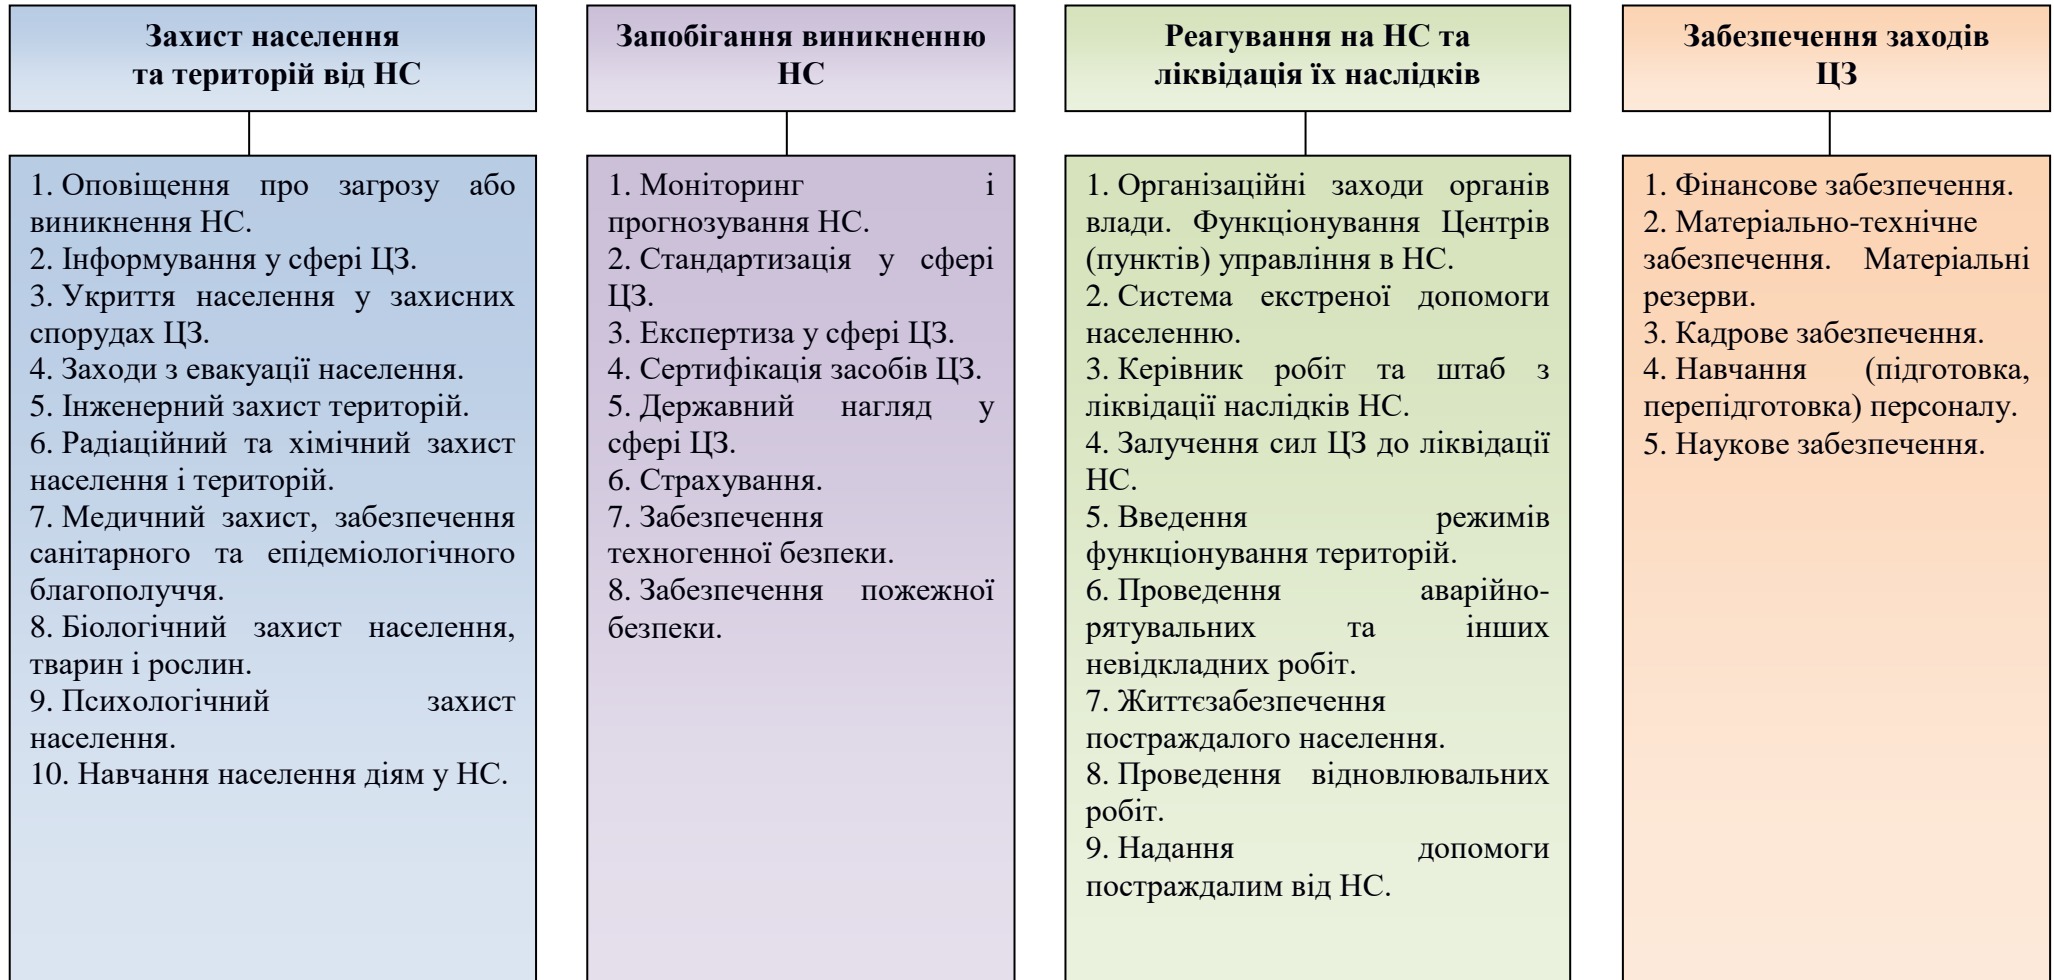 Захист населення
та територій від НС
1. Оповіщення про загрозу або
виникнення НС.
2. Інформування у сфері ЦЗ.
3. Укриття населення у захисних
спорудах ЦЗ.
4. Заходи з евакуації населення.
5. Інженерний захист територій.
6. Радіаційний та хімічний захист
населення і територій.
7. Медичний захист, забезпечення
санітарного та епідеміологічного
благополуччя.
8. Біологічний захист населення,
тварин і рослин.
9. Психологічний захист
населення.
10. Навчання населення діям у НС.
Запобігання виникненню
НС
1. Моніторинг і
прогнозування НС.
2. Стандартизація у сфері
ЦЗ.
3. Експертиза у сфері ЦЗ.
4. Сертифікація засобів ЦЗ.
5. Державний нагляд у
сфері ЦЗ.
6. Страхування.
7. Забезпечення
техногенної безпеки.
8. Забезпечення пожежної
безпеки.
Реагування на НС та
ліквідація їх наслідків
1. Організаційні заходи органів
влади. Функціонування Центрів
(пунктів) управління в НС.
2. Система екстреної допомоги
населенню.
3. Керівник робіт та штаб з
ліквідації наслідків НС.
4. Залучення сил ЦЗ до ліквідації
НС.
5. Введення режимів
функціонування територій.
6. Проведення аварійно-
рятувальних та інших
невідкладних робіт.
7. Життєзабезпечення
постраждалого населення.
8. Проведення відновлювальних
робіт.
9. Надання допомоги
постраждалим від НС.
Забезпечення заходів
ЦЗ
1. Фінансове забезпечення.
2. Матеріально-технічне
забезпечення. Матеріальні
резерви.
3. Кадрове забезпечення.
4. Навчання (підготовка,
перепідготовка) персоналу.
5. Наукове забезпечення.